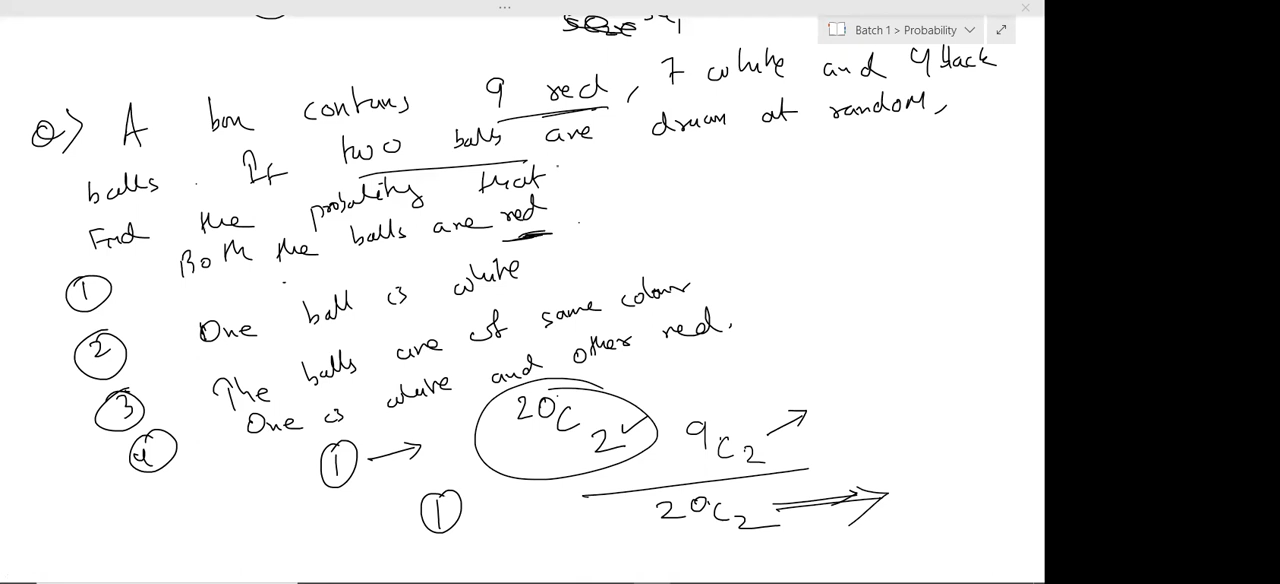 Batch 1 > Probability
Q> A box contans 9 red, 7 white and 4 black
balls. If two balls are drawn at random,
Find the probality that
① Both the balls are red.
② One ball is white
③ The balls are of same colour
④ One is white and other red.
① → 20C2 9C2
① 20C2